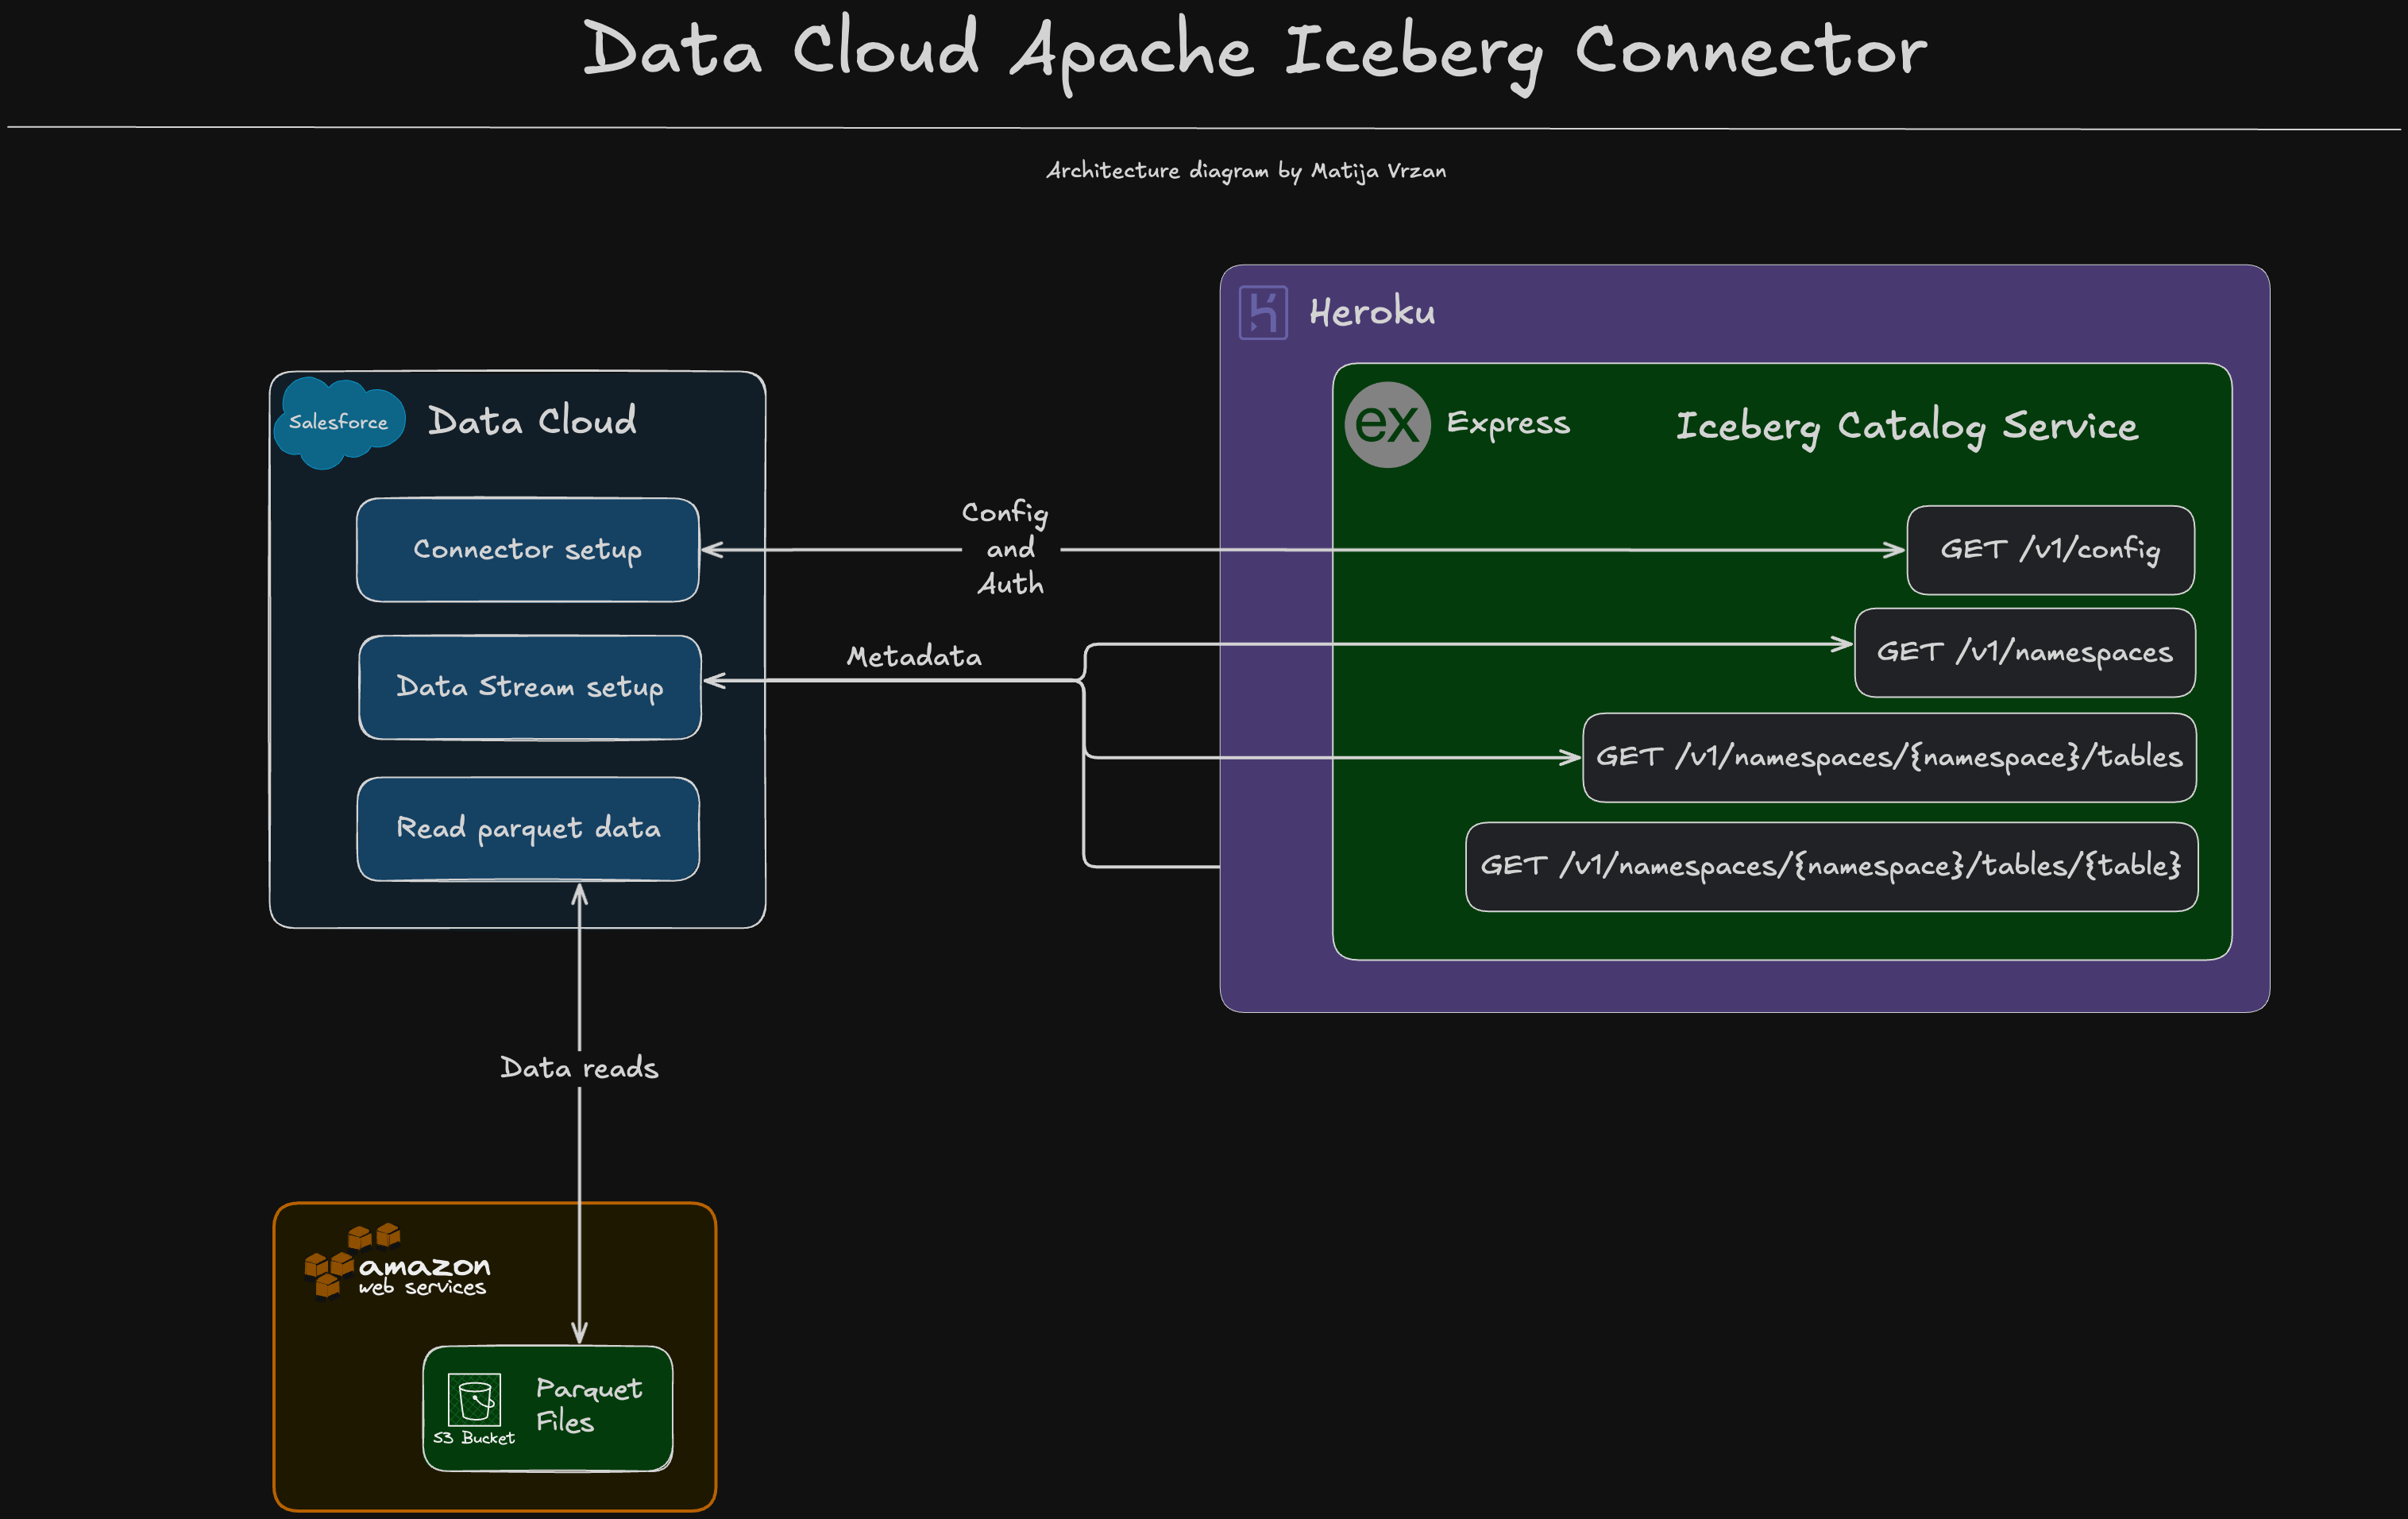 Data Cloud Apache Iceberg Connector
Architecture diagram by Matija Vrzan
Heroku
Salesforce
Data Cloud
ex
Express
Iceberg Catalog Service
Connector setup
Config
and
Auth
GET /v1/config
Data Stream setup
Metadata
GET /v1/namespaces
GET /v1/namespaces/{namespace}/tables
Read parquet data
GET /v1/namespaces/{namespace}/tables/{table}
Data reads
amazon
web services
S3 Bucket
Parquet
Files